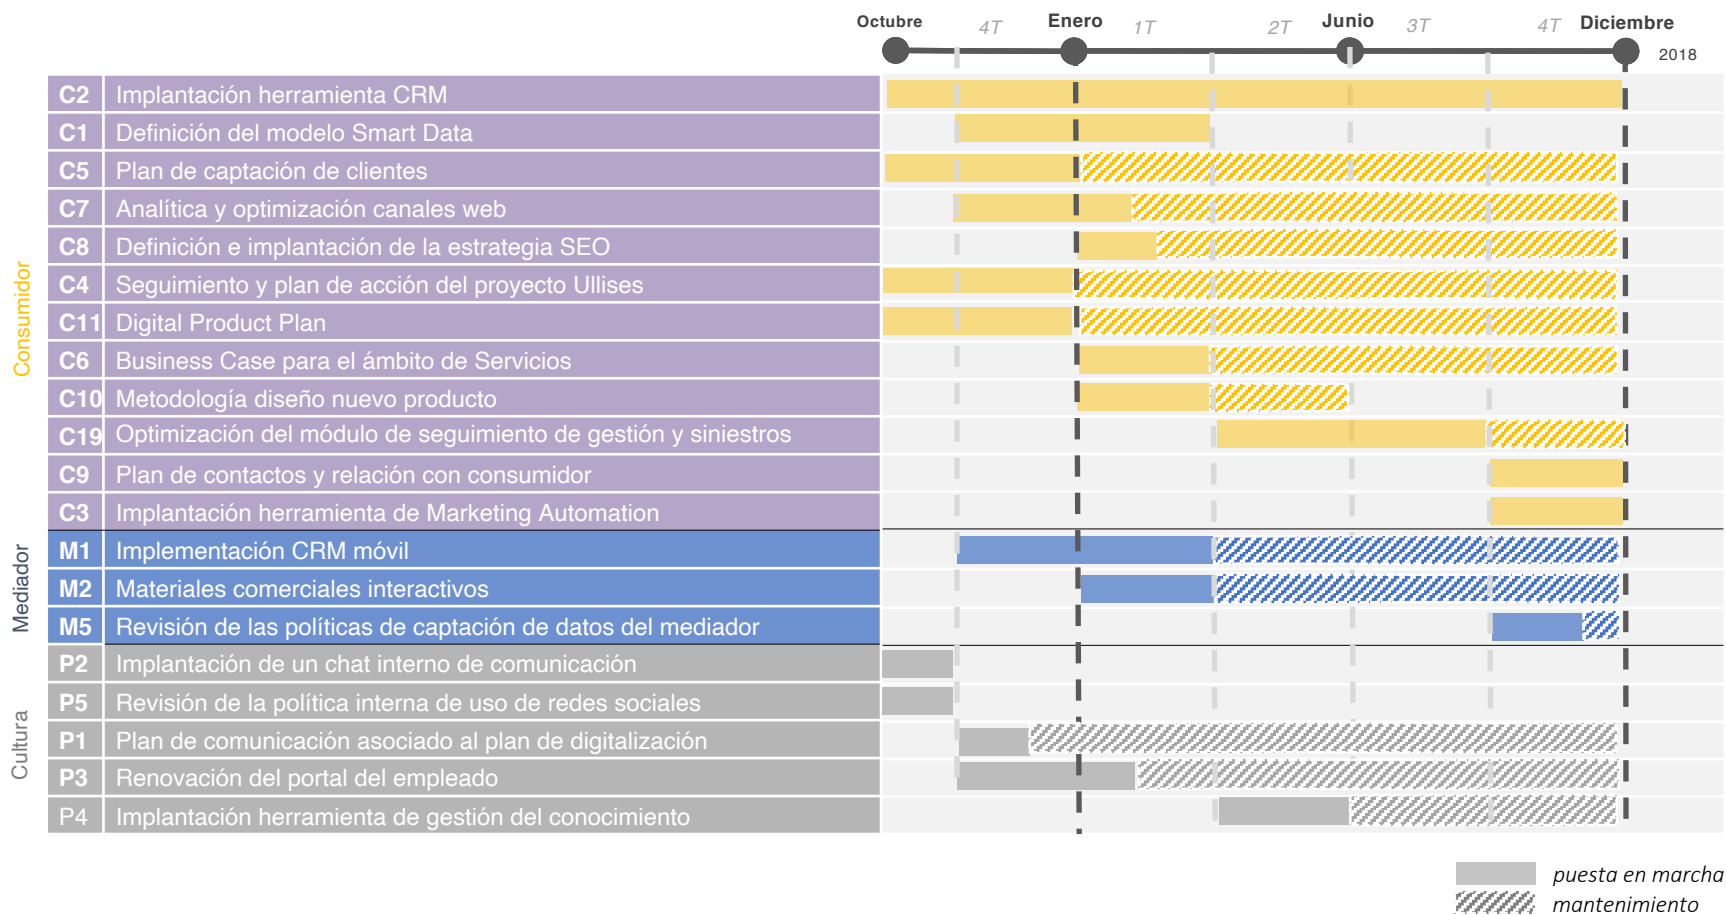 Octubre 4T Enero 1T 2T Junio 3T 4T Diciembre
2018
Consumidor
C2 Implantación herramienta CRM
C1 Definición del modelo Smart Data
C5 Plan de captación de clientes
C7 Analítica y optimización canales web
C8 Definición e implantación de la estrategia SEO
C4 Seguimiento y plan de acción del proyecto Ullises
C11 Digital Product Plan
C6 Business Case para el ámbito de Servicios
C10 Metodología diseño nuevo producto
C19 Optimización del módulo de seguimiento de gestión y siniestros
C9 Plan de contactos y relación con consumidor
C3 Implantación herramienta de Marketing Automation
Mediador
M1 Implementación CRM móvil
M2 Materiales comerciales interactivos
M5 Revisión de las políticas de captación de datos del mediador
Cultura
P2 Implantación de un chat interno de comunicación
P5 Revisión de la política interna de uso de redes sociales
P1 Plan de comunicación asociado al plan de digitalización
P3 Renovación del portal del empleado
P4 Implantación herramienta de gestión del conocimiento
puesta en marcha
mantenimiento